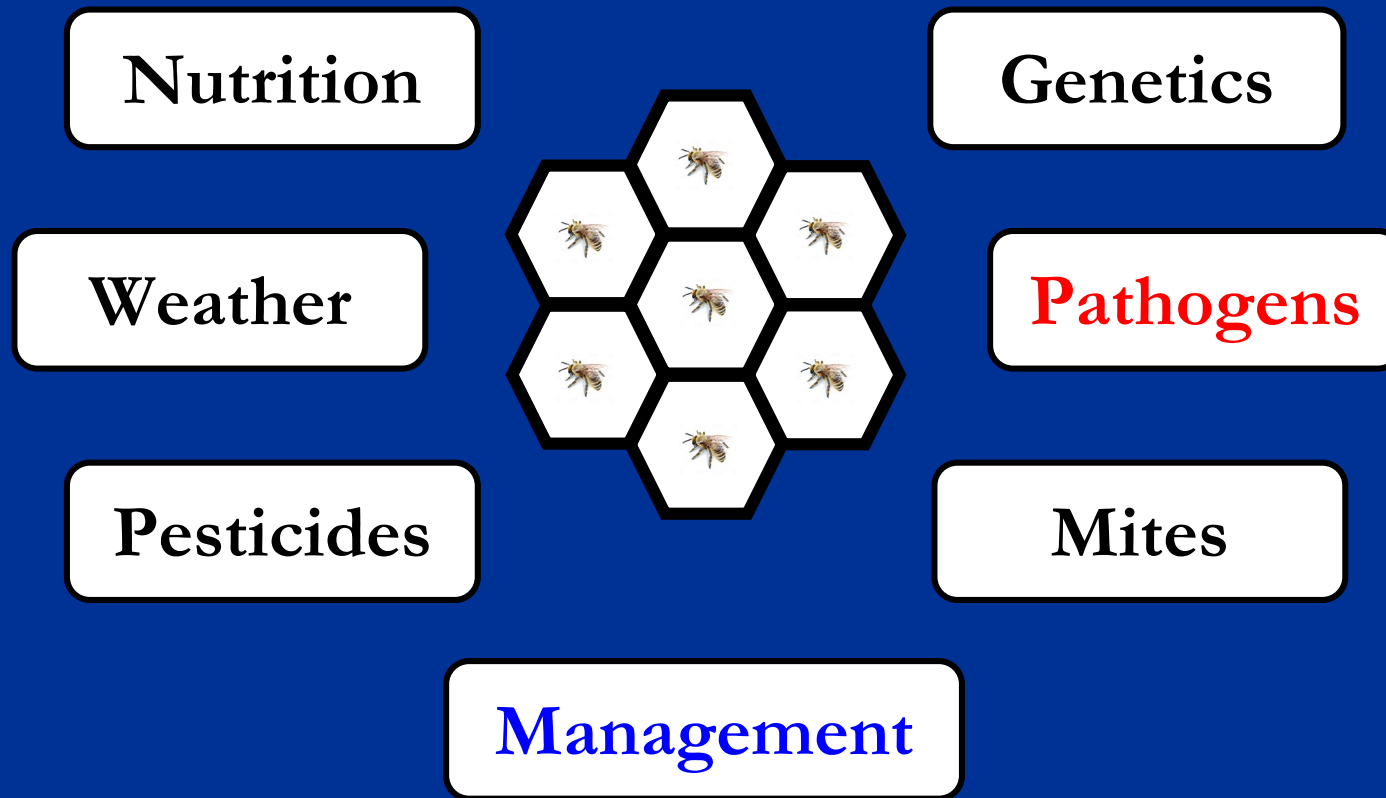 Nutrition
Genetics
Weather
Pathogens
Pesticides
Mites
Management